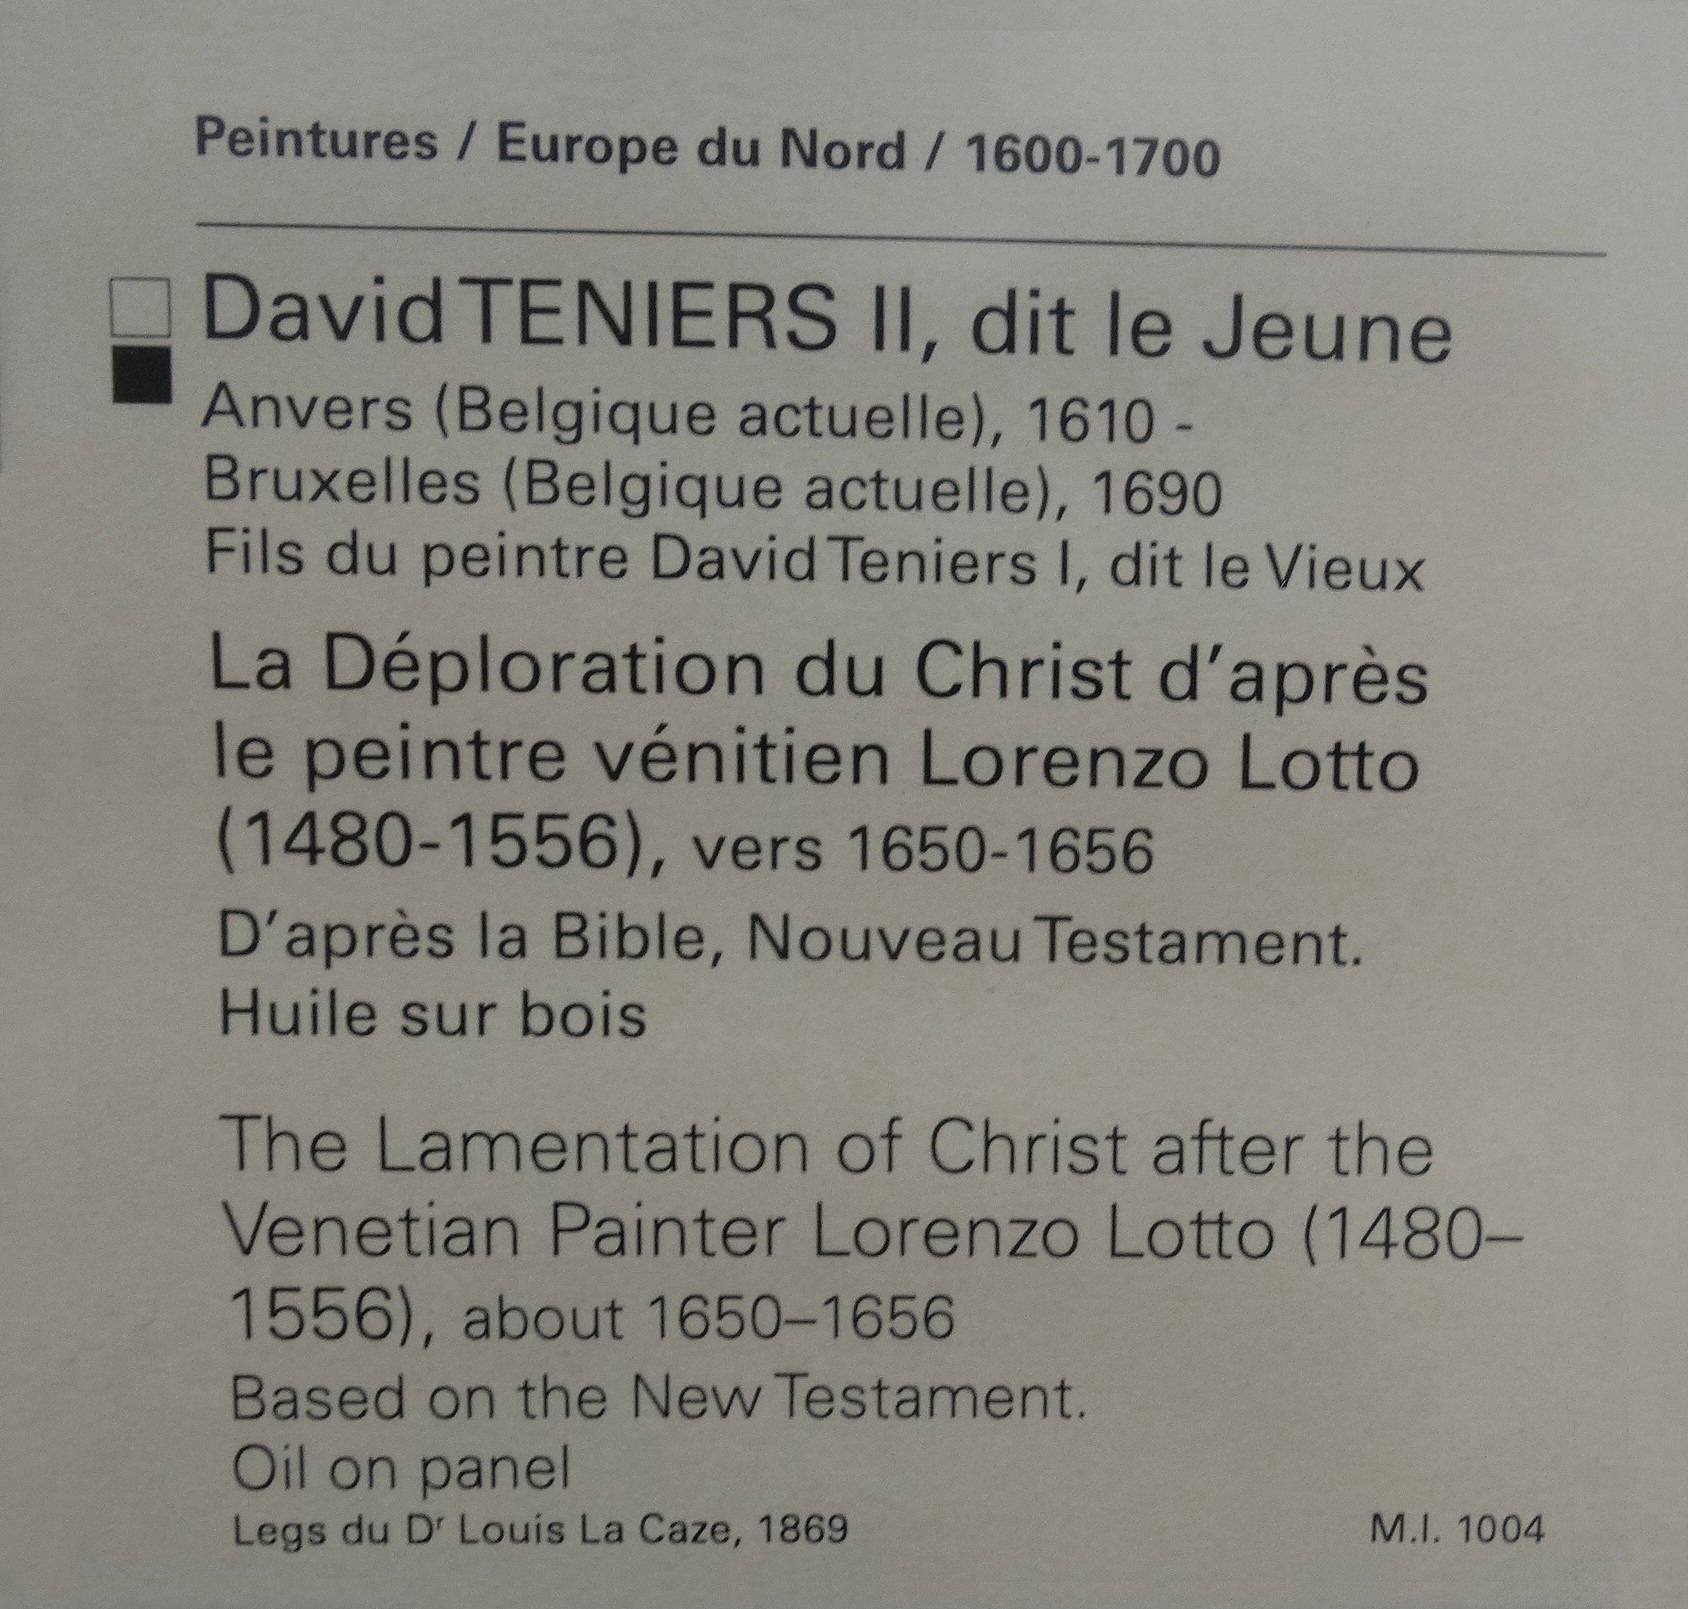 Peintures / Europe du Nord / 1600-1700
David TENIERS II, dit le Jeune
Anvers (Belgique actuelle), 1610 -
Bruxelles (Belgique actuelle), 1690
Fils du peintre David Teniers I, dit le Vieux
La Déploration du Christ d’après
le peintre vénitien Lorenzo Lotto
(1480-1556), vers 1650-1656
D’après la Bible, Nouveau Testament.
Huile sur bois
The Lamentation of Christ after the
Venetian Painter Lorenzo Lotto (1480–
1556), about 1650–1656
Based on the New Testament.
Oil on panel
Legs du Dʳ Louis La Caze, 1869 M.I. 1004